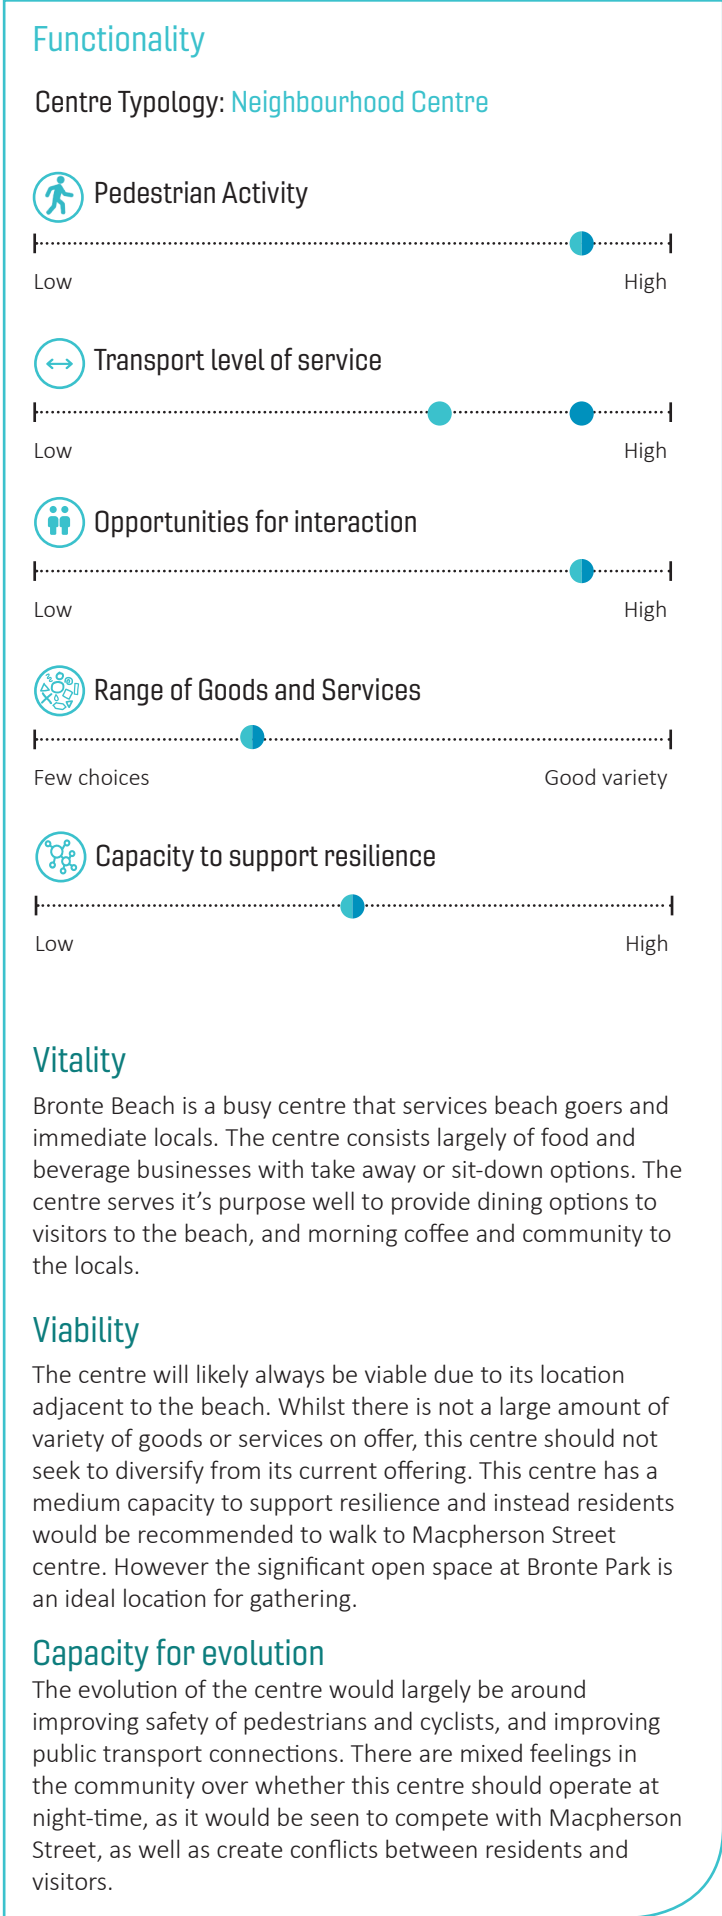 Functionality
Centre Typology: Neighbourhood Centre
Pedestrian Activity
Low High
Transport level of service
Low High
Opportunities for interaction
Low High
Range of Goods and Services
Few choices Good variety
Capacity to support resilience
Low High
Vitality
Bronte Beach is a busy centre that services beach goers and
immediate locals. The centre consists largely of food and
beverage businesses with take away or sit-down options. The
centre serves it’s purpose well to provide dining options to
visitors to the beach, and morning coffee and community to
the locals.
Viability
The centre will likely always be viable due to its location
adjacent to the beach. Whilst there is not a large amount of
variety of goods or services on offer, this centre should not
seek to diversify from its current offering. This centre has a
medium capacity to support resilience and instead residents
would be recommended to walk to Macpherson Street
centre. However the significant open space at Bronte Park is
an ideal location for gathering.
Capacity for evolution
The evolution of the centre would largely be around
improving safety of pedestrians and cyclists, and improving
public transport connections. There are mixed feelings in
the community over whether this centre should operate at
night-time, as it would be seen to compete with Macpherson
Street, as well as create conflicts between residents and
visitors.